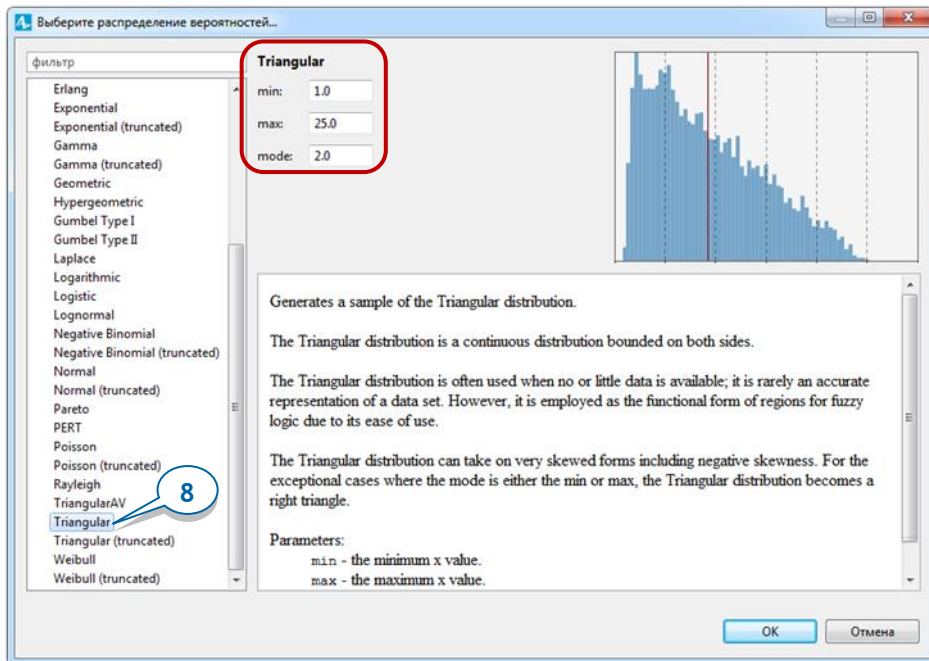 Выберите распределение вероятностей...
фильтр
Erlang
Exponential
Exponential (truncated)
Gamma
Gamma (truncated)
Geometric
Hypergeometric
Gumbel Type I
Gumbel Type II
Laplace
Logarithmic
Logistic
Lognormal
Negative Binomial
Negative Binomial (truncated)
Normal
Normal (truncated)
Pareto
PERT
Poisson
Poisson (truncated)
Rayleigh
TriangularAV
Triangular
Triangular (truncated)
Weibull
Weibull (truncated)
8
Triangular
min: 1.0
max: 25.0
mode: 2.0
Generates a sample of the Triangular distribution.
The Triangular distribution is a continuous distribution bounded on both sides.
The Triangular distribution is often used when no or little data is available; it is rarely an accurate
representation of a data set. However, it is employed as the functional form of regions for fuzzy
logic due to its ease of use.
The Triangular distribution can take on very skewed forms including negative skewness. For the
exceptional cases where the mode is either the min or max, the Triangular distribution becomes a
right triangle.
Parameters:
min - the minimum x value.
max - the maximum x value.
OK Отмена